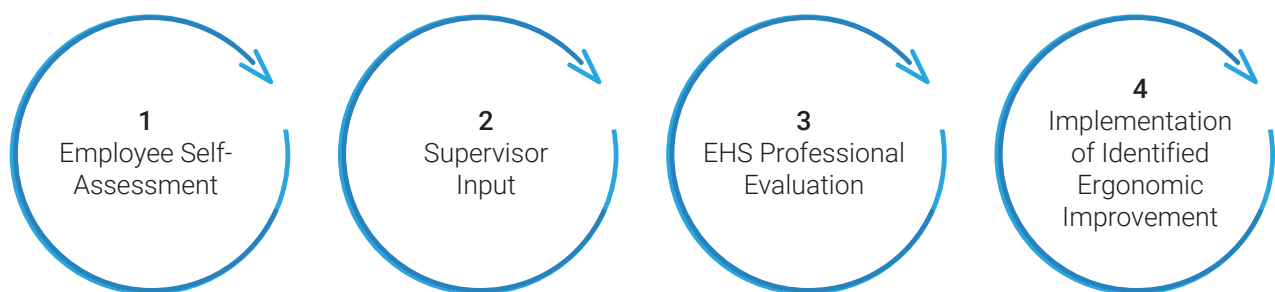 1
Employee Self-
Assessment
2
Supervisor
Input
3
EHS Professional
Evaluation
4
Implementation
of Identified
Ergonomic
Improvement